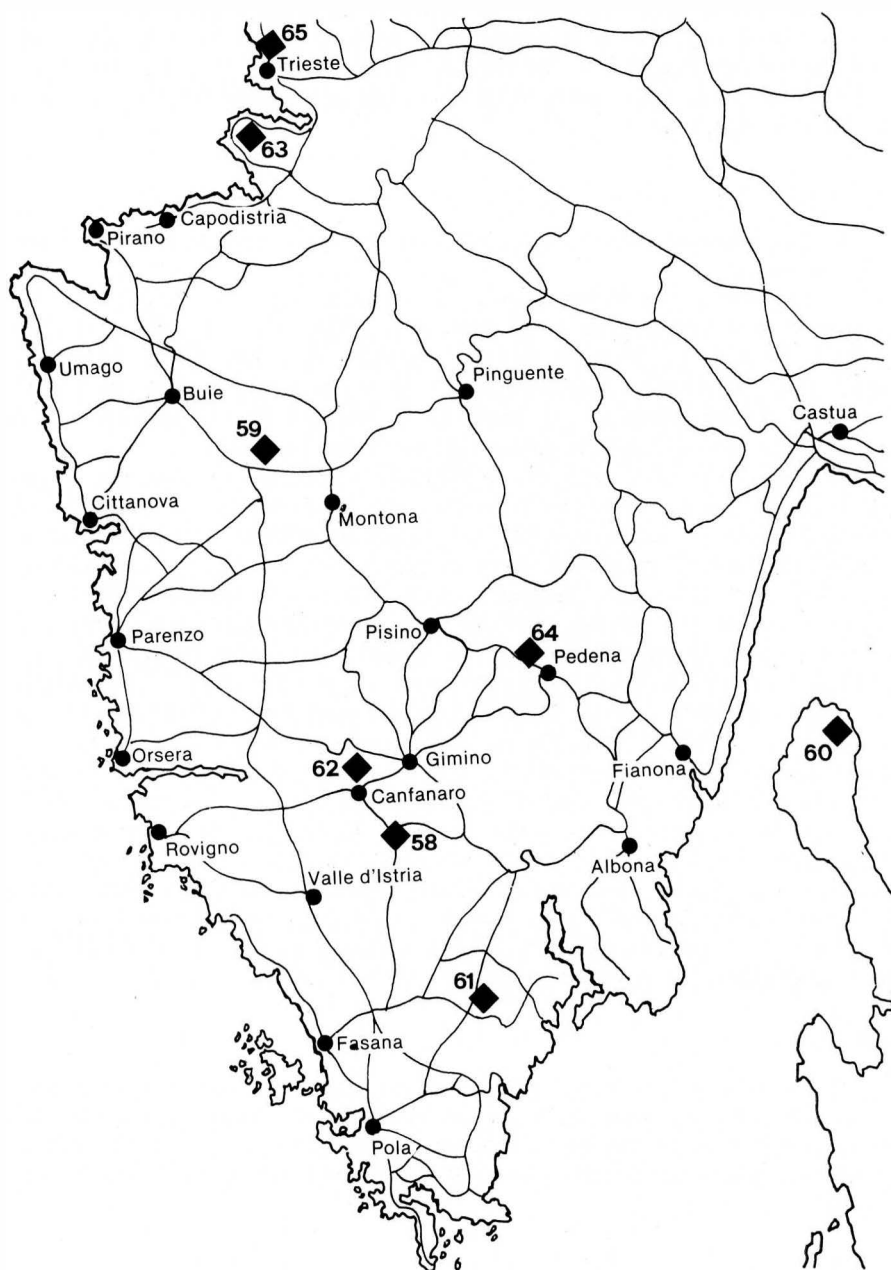 65
Trieste
63
Capodistria
Pirano
Umago
Pinguente
Buie
Castua
59
Cittanova
Montona
Pisino
64
Parenzo
Pedena
60
Orsera
62
Gimino
Fianona
Canfanaro
58
Rovigno
Albona
Valle d'Istria
61
Fasana
Pola